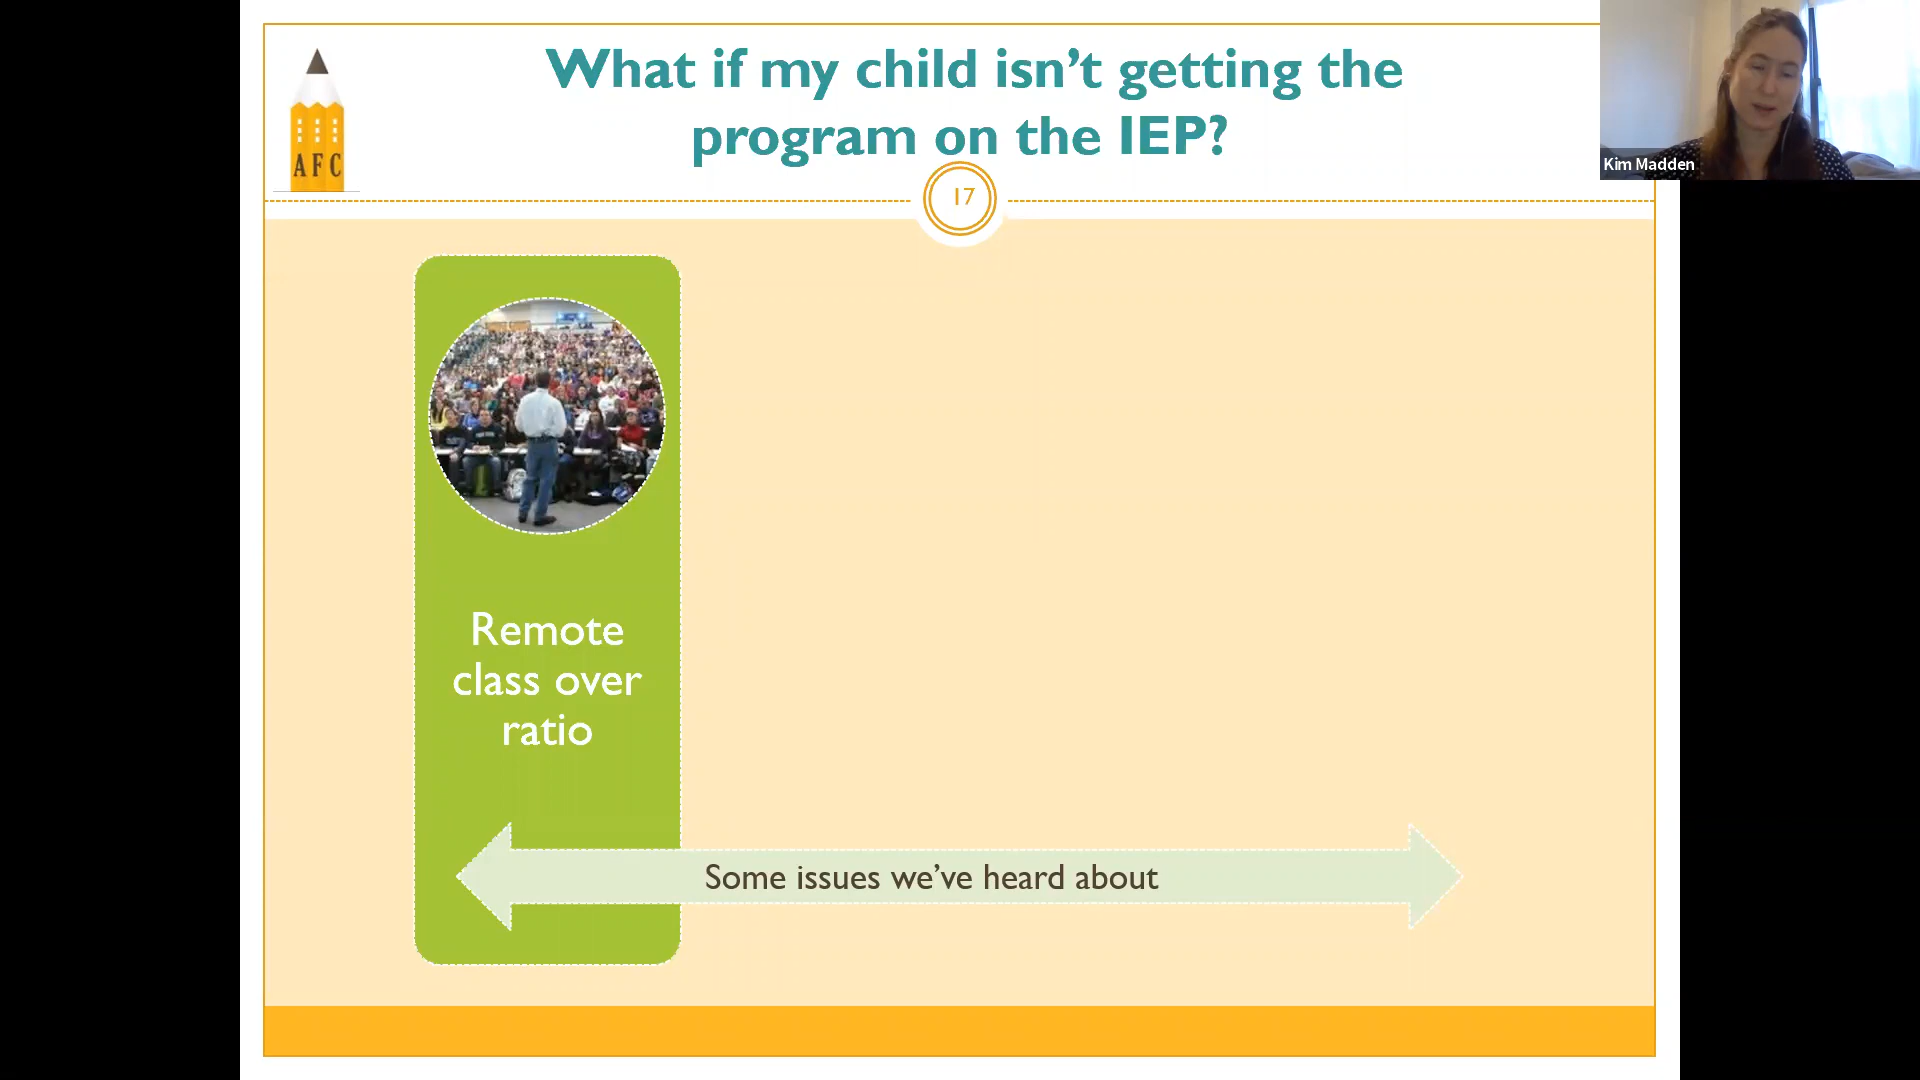 What if my child isn’t getting the
program on the IEP?
AFC
17
Kim Madden
Remote
class over
ratio
Some issues we’ve heard about